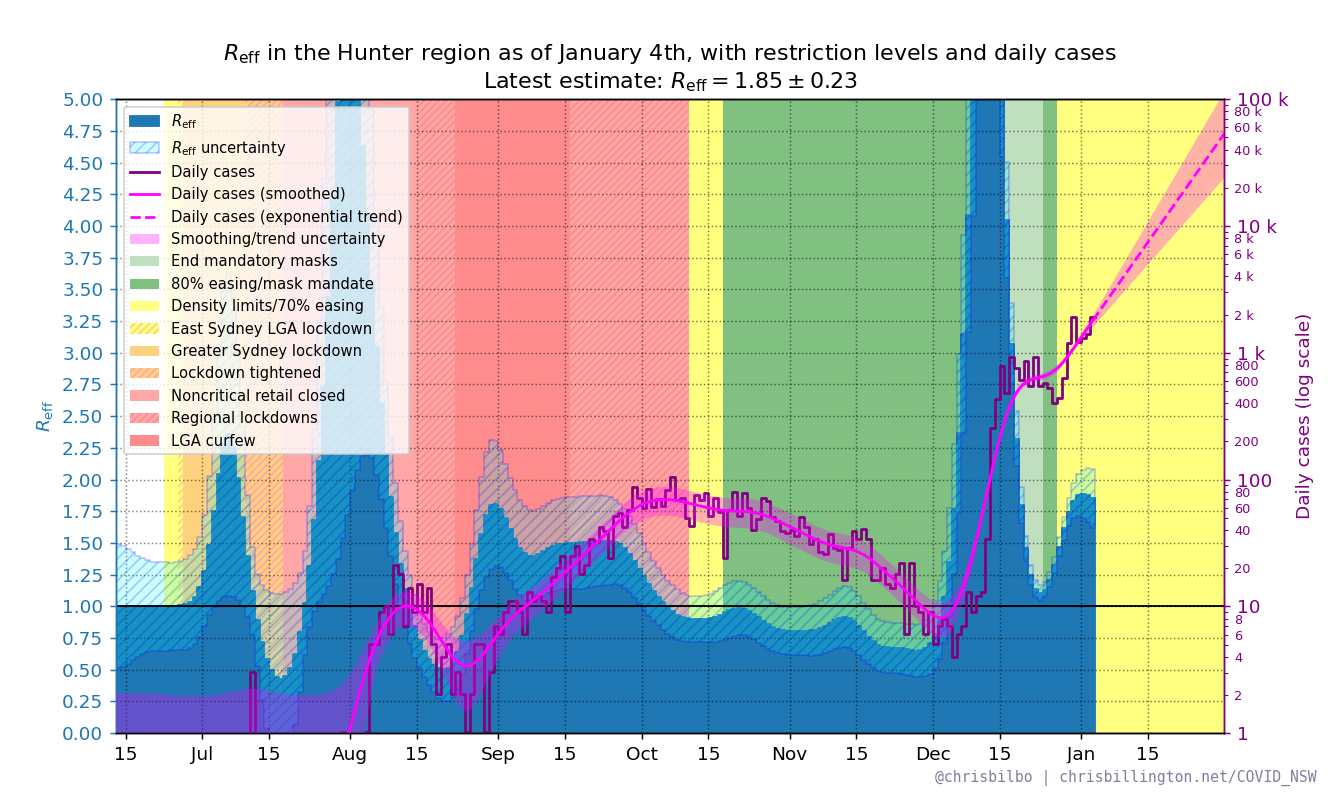 R_eff in the Hunter region as of January 4th, with restriction levels and daily cases
Latest estimate: R_eff = 1.85 ± 0.23
5.00
4.75
4.50
4.25
4.00
3.75
3.50
3.25
3.00
2.75
2.50
2.25
2.00
1.75
1.50
1.25
1.00
0.75
0.50
0.25
0.00
R_eff
R_eff
R_eff uncertainty
Daily cases
Daily cases (smoothed)
Daily cases (exponential trend)
Smoothing/trend uncertainty
End mandatory masks
80% easing/mask mandate
Density limits/70% easing
East Sydney LGA lockdown
Greater Sydney lockdown
Lockdown tightened
Noncritical retail closed
Regional lockdowns
LGA curfew
100 k
80 k
60 k
40 k
20 k
10 k
8 k
6 k
4 k
2 k
1 k
800
600
400
200
100
80
60
40
20
10
8
6
4
2
1
Daily cases (log scale)
15 Jul 15 Aug 15 Sep 15 Oct 15 Nov 15 Dec 15 Jan 15
@chrisbilbo | chrisbillington.net/COVID_NSW